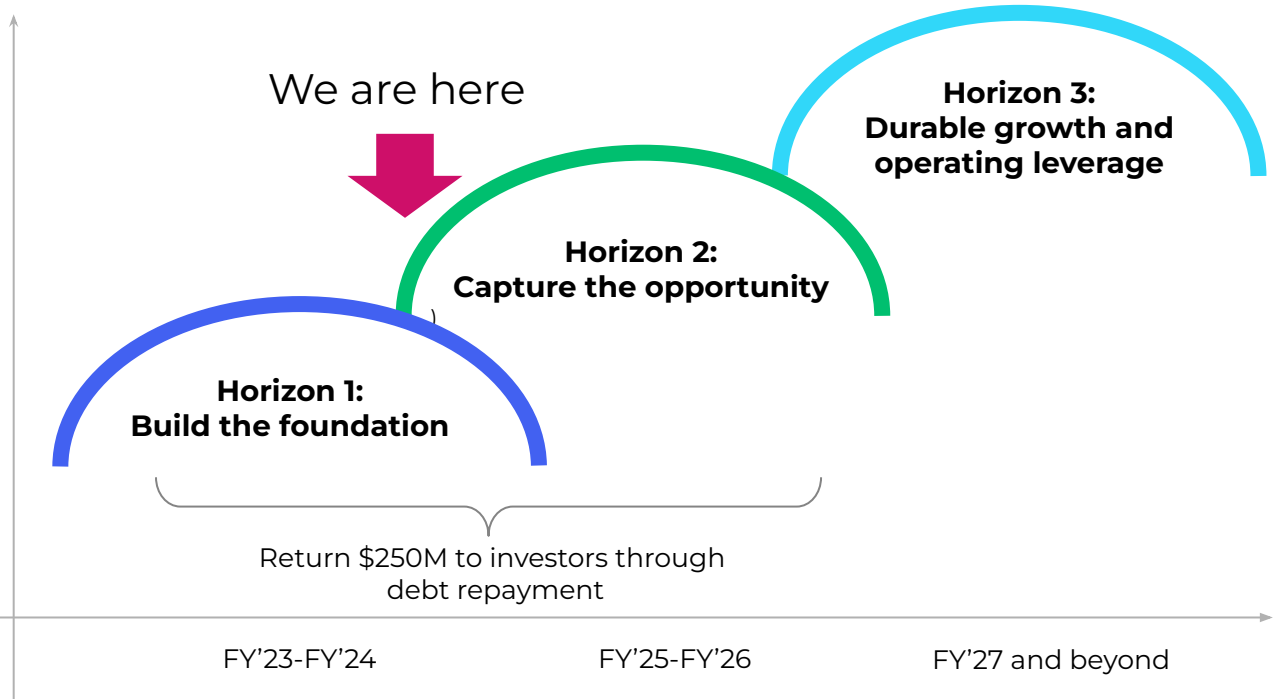 We are here
Horizon 3:
Durable growth and
operating leverage
Horizon 2:
Capture the opportunity
)
Horizon 1:
Build the foundation
Return $250M to investors through
debt repayment
FY’23-FY’24
FY’25-FY’26
FY’27 and beyond